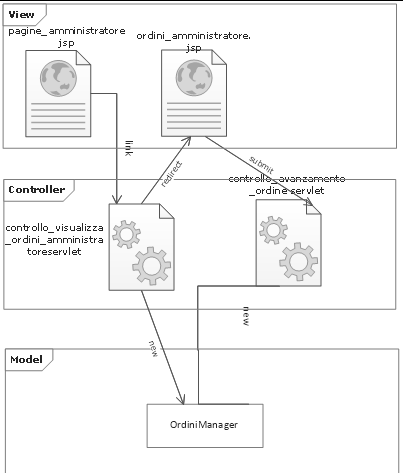 View
pagine_amministratore
jsp
ordini_amministratore.
jsp
link
redirect
submit
Controller
controllo_avanzamento
_ordine servlet
controllo_visualizza
_ordini_amministra
toreservlet
new
new
Model
OrdiniManager